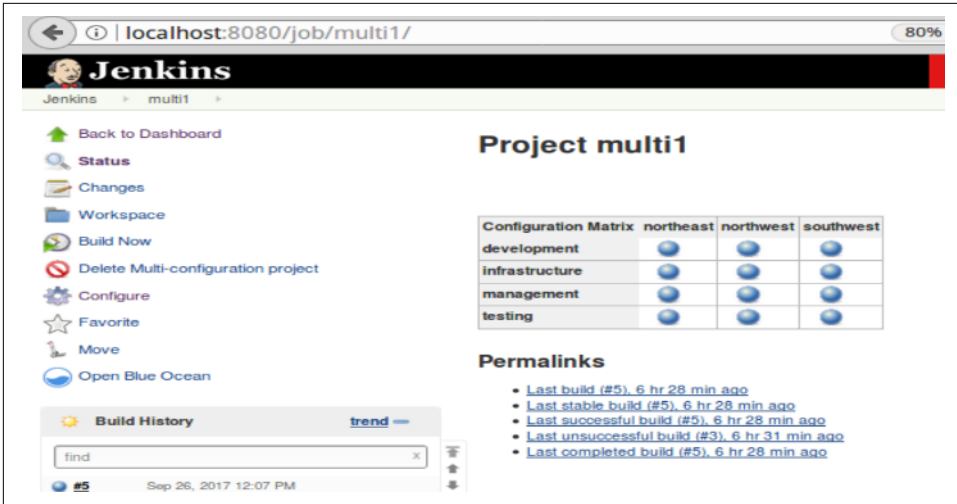 localhost:8080/job/multi1/
80%
Jenkins
Jenkins multi1
Back to Dashboard
Status
Changes
Workspace
Build Now
Delete Multi-configuration project
Configure
Favorite
Move
Open Blue Ocean
Build History trend
find x
#5 Sep 26, 2017 12:07 PM
Project multi1
Configuration Matrix northeast northwest southwest
development
infrastructure
management
testing
Permalinks
Last build (#5), 6 hr 28 min ago
Last stable build (#5), 6 hr 28 min ago
Last successful build (#5), 6 hr 28 min ago
Last unsuccessful build (#3), 6 hr 31 min ago
Last completed build (#5), 6 hr 28 min ago